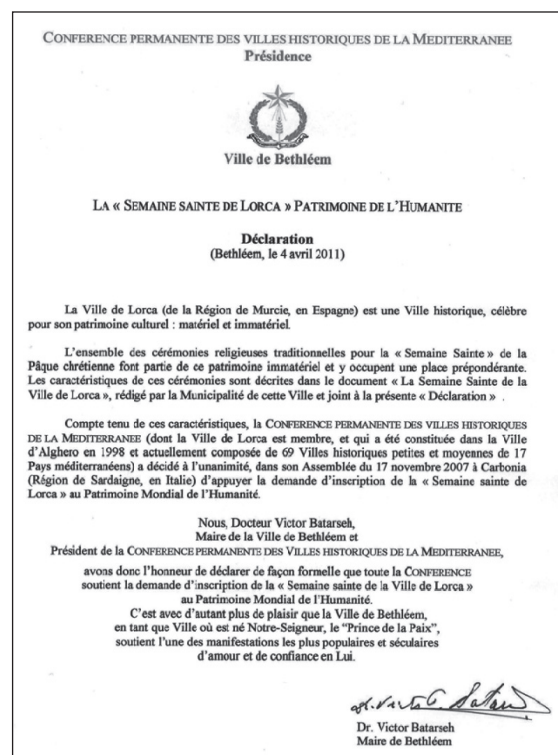 CONFERENCE PERMANENTE DES VILLES HISTORIQUES DE LA MEDITERRANEE
Présidence
Ville de Bethléem
LA « SEMAINE SAINTE DE LORCA » PATRIMOINE DE L'HUMANITE
Déclaration
(Bethléem, le 4 avril 2011)
La Ville de Lorca (de la Région de Murcie, en Espagne) est une Ville historique, célèbre
pour son patrimoine culturel : matériel et immatériel.
L'ensemble des cérémonies religieuses traditionnelles pour la « Semaine Sainte » de la
Pâque chrétienne font partie de ce patrimoine immatériel et y occupent une place prépondérante.
Les caractéristiques de ces cérémonies sont décrites dans le document « La Semaine Sainte de la
Ville de Lorca », rédigé par la Municipalité de cette Ville et joint à la présente « Déclaration » .
Compte tenu de ces caractéristiques, la CONFERENCE PERMANENTE DES VILLES HISTORIQUES
DE LA MEDITERRANEE (dont la Ville de Lorca est membre, et qui a été constituée dans la Ville
d'Alghero en 1998 et actuellement composée de 69 Villes historiques petites et moyennes de 17
Pays méditerranéens) a décidé à l'unanimité, dans son Assemblée du 17 novembre 2007 à Carbonia
(Région de Sardaigne, en Italie) d'appuyer la demande d'inscription de la « Semaine sainte de
Lorca » au Patrimoine Mondial de l'Humanité.
Nous, Docteur Victor Batarseh,
Maire de la Ville de Bethléem et
Président de la CONFERENCE PERMANENTE DES VILLES HISTORIQUES DE LA MEDITERRANEE,
avons donc l'honneur de déclarer de façon formelle que toute la CONFERENCE
soutient la demande d'inscription de la « Semaine sainte de la Ville de Lorca »
au Patrimoine Mondial de l'Humanité.
C'est avec d'autant plus de plaisir que la Ville de Bethléem,
en tant que Ville où est né Notre-Seigneur, le “Prince de la Paix”,
soutient l'une des manifestations les plus populaires et séculaires
d'amour et de confiance en Lui.
Dr. Victor Batarseh
Maire de Bethléem